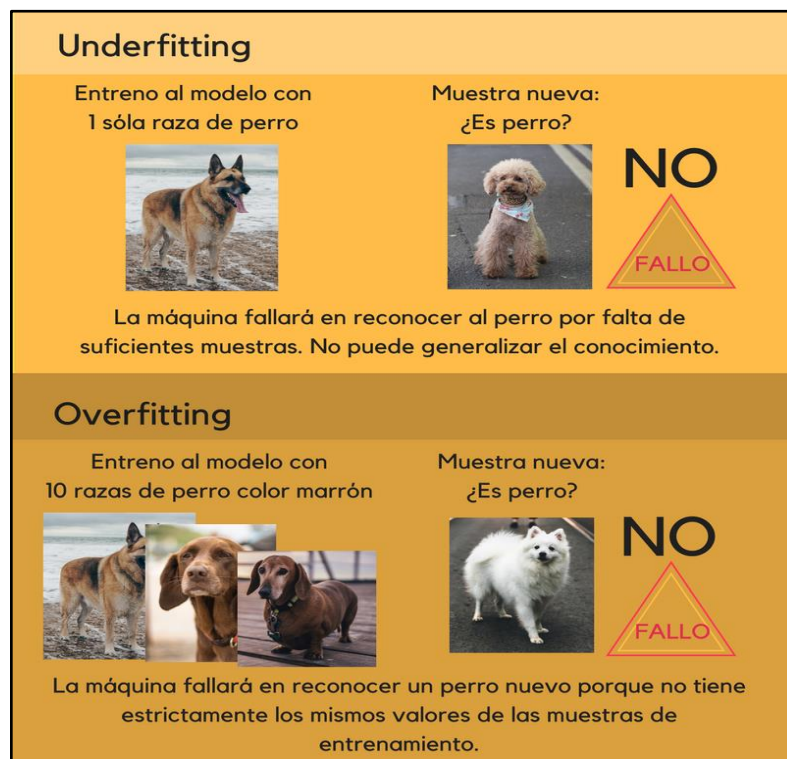 Underfitting
Entreno al modelo con
1 sóla raza de perro
Muestra nueva:
¿Es perro?
NO
FALLO
La máquina fallará en reconocer al perro por falta de
suficientes muestras. No puede generalizar el conocimiento.
Overfitting
Entreno al modelo con
10 razas de perro color marrón
Muestra nueva:
¿Es perro?
NO
FALLO
La máquina fallará en reconocer un perro nuevo porque no tiene
estrictamente los mismos valores de las muestras de
entrenamiento.